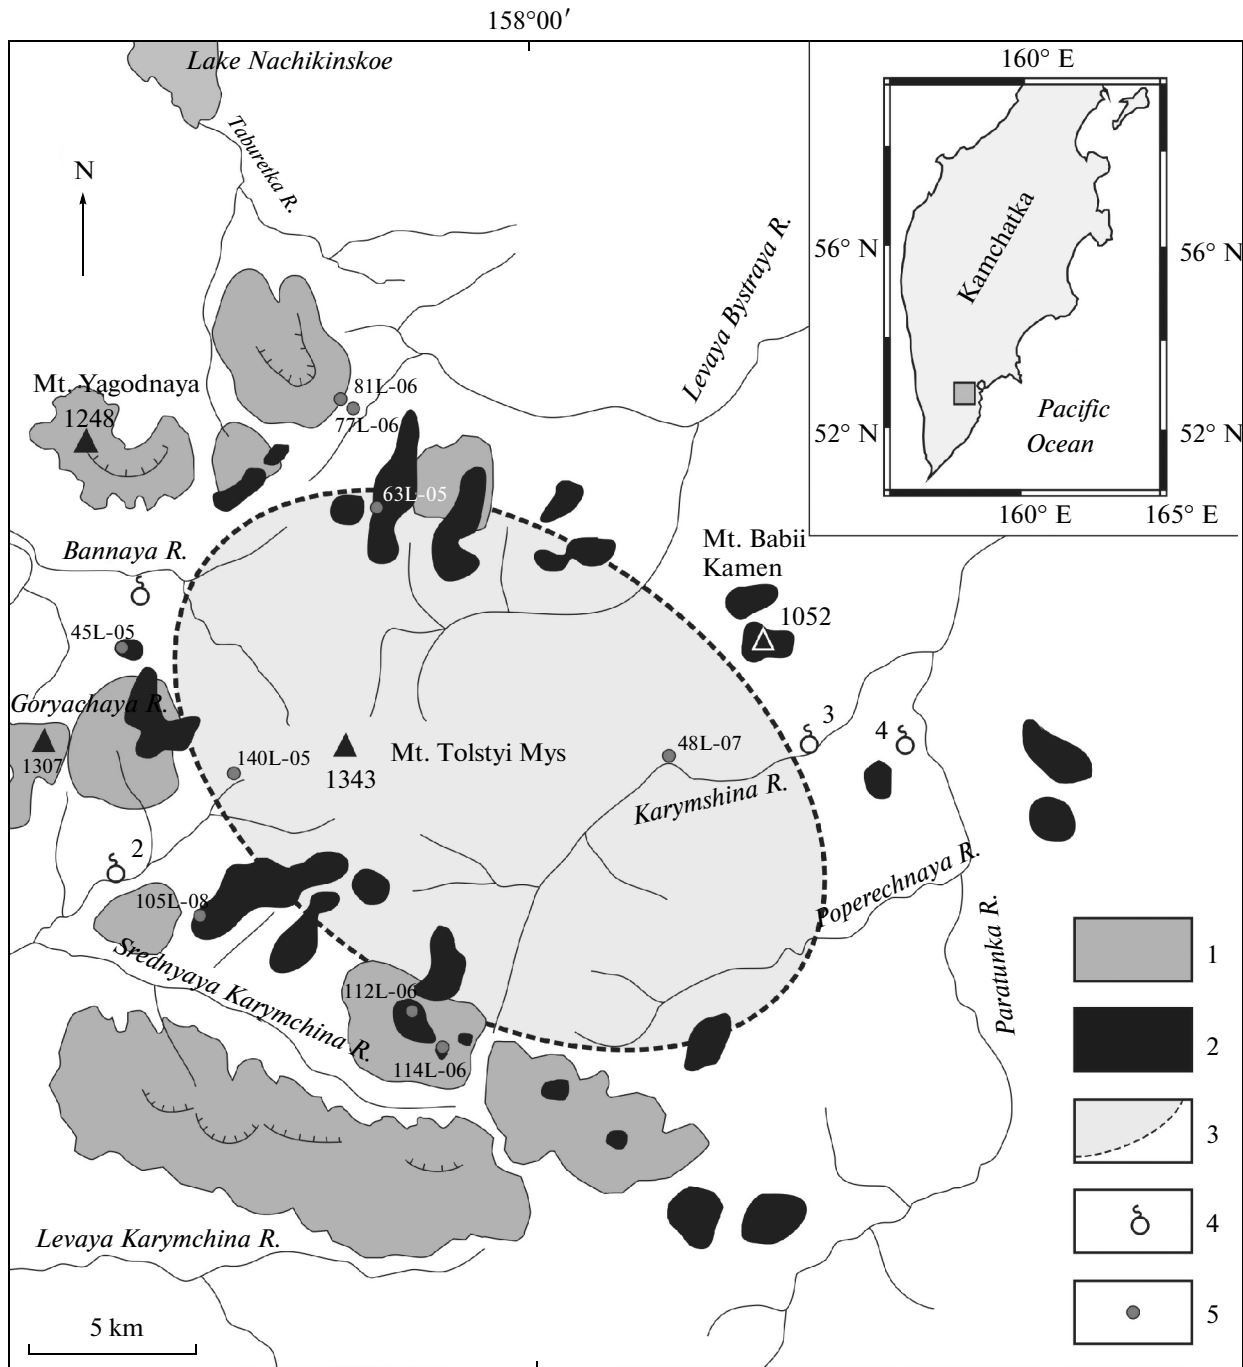 158°00′
Lake Nachikinskoe
160° E
Taburetka R.
N
Kamchatka
56° N
56° N
Levaya Bystraya R.
Mt. Yagodnaya
1248
81L-06
77L-06
Pacific
Ocean
52° N
52° N
63L-05
160° E
165° E
Bannaya R.
Mt. Babii
Kamen
1052
45L-05
Goryachaya R.
1307
140L-05
1343
Mt. Tolstyi Mys
48L-07
3
4
Karymshina R.
2
105L-08
Poperechnaya R.
Paratunka R.
Srednyaya Karymchina R.
112L-06
114L-06
Levaya Karymchina R.
5 km
1
2
3
4
5